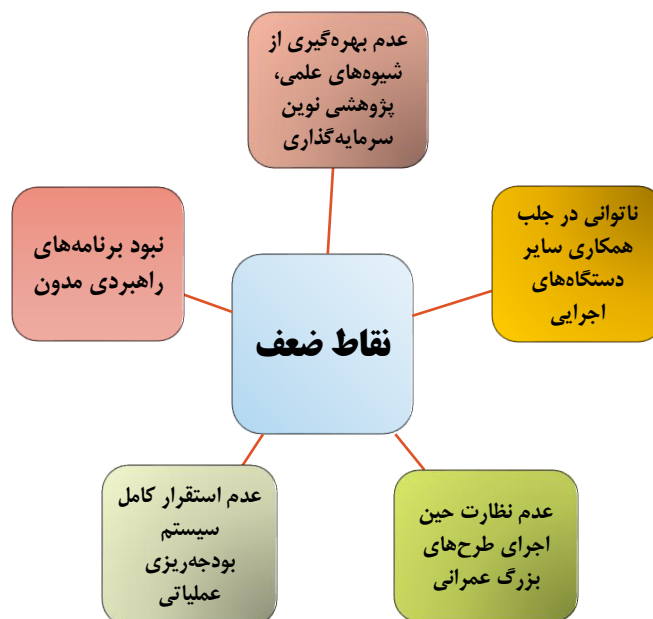 عدم بهره‌گیری از
شیوه‌های علمی،
پژوهشی نوین
سرمایه‌گذاری
ناتوانی در جلب
همکاری سایر
دستگاه‌های
اجرایی
نبود برنامه‌های
راهبردی مدون
نقاط ضعف
عدم نظارت حین
اجرای طرح‌های
بزرگ عمرانی
عدم استقرار کامل
سیستم
بودجه‌ریزی
عملیاتی